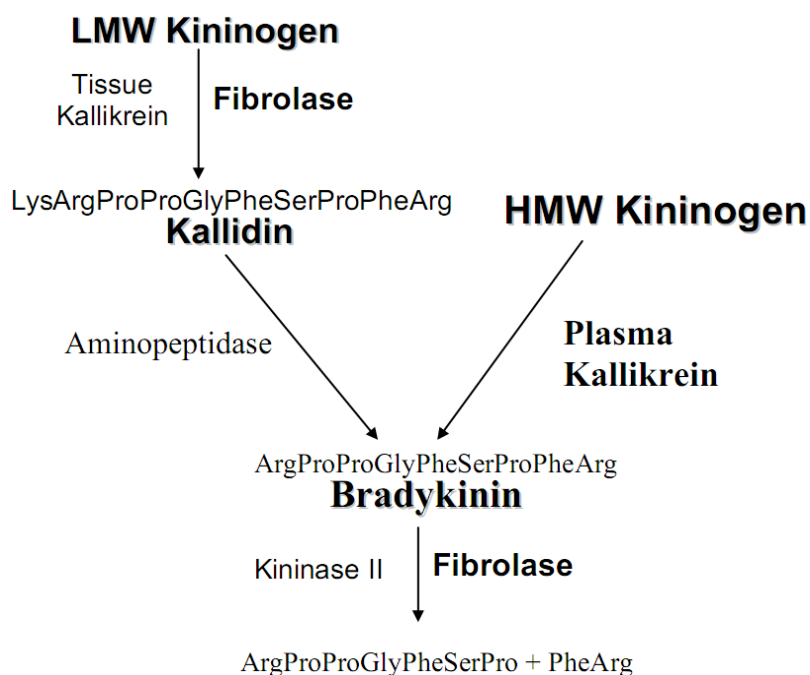 LMW Kininogen
Tissue
Kallikrein
Fibrolase
LysArgProProGlyPheSerProPheArg
Kallidin
HMW Kininogen
Aminopeptidase
Plasma
Kallikrein
ArgProProGlyPheSerProPheArg
Bradykinin
Kininase II
Fibrolase
ArgProProGlyPheSerPro + PheArg